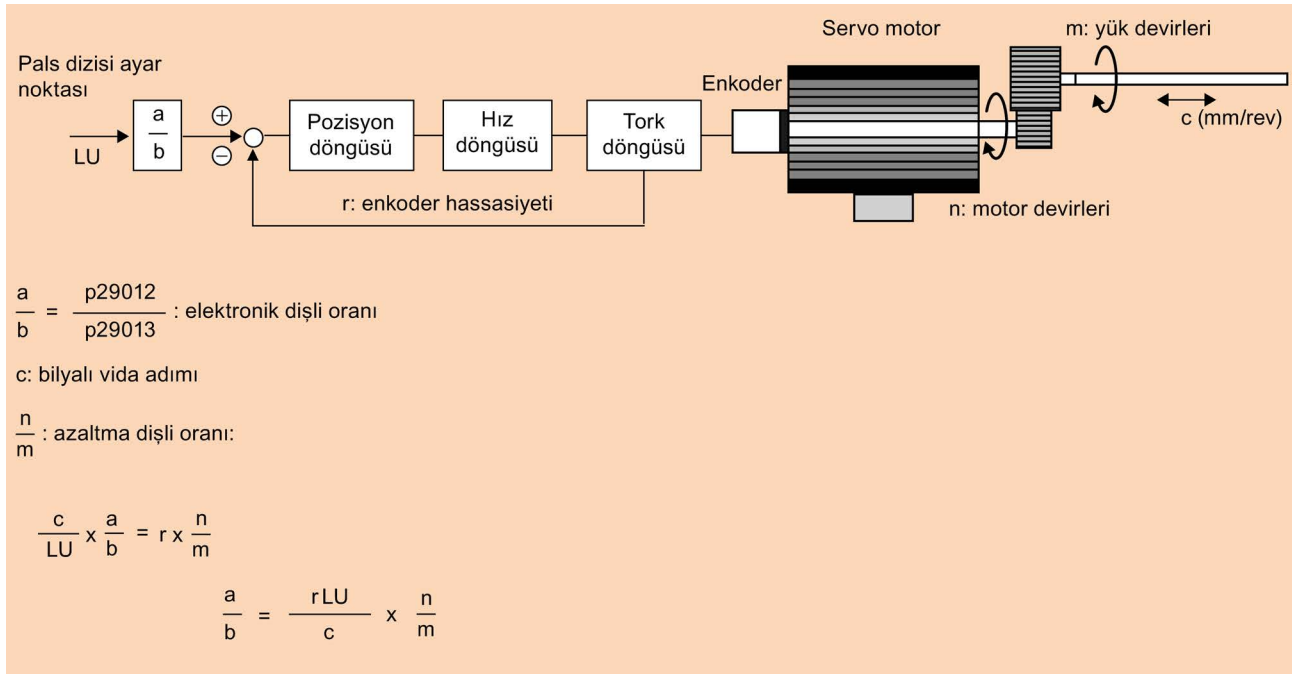 Servo motor
m: yük devirleri
Pals dizisi ayar
noktası
Enkoder
a
b
LU
+
−
Pozisyon
döngüsü
Hız
döngüsü
Tork
döngüsü
c (mm/rev)
r: enkoder hassasiyeti
n: motor devirleri
a/b = p29012/p29013 : elektronik dişli oranı
c: bilyalı vida adımı
n/m : azaltma dişli oranı:
c/LU x a/b = r x n/m
a/b = r LU/c x n/m